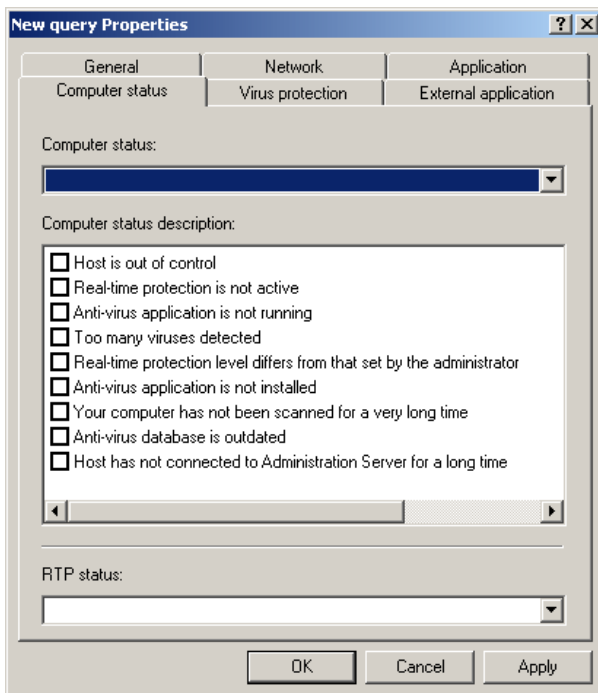 New query Properties
General Network Application
Computer status Virus protection External application
Computer status:
Computer status description:
Host is out of control
Real-time protection is not active
Anti-virus application is not running
Too many viruses detected
Real-time protection level differs from that set by the administrator
Anti-virus application is not installed
Your computer has not been scanned for a very long time
Anti-virus database is outdated
Host has not connected to Administration Server for a long time
RTP status:
OK Cancel Apply